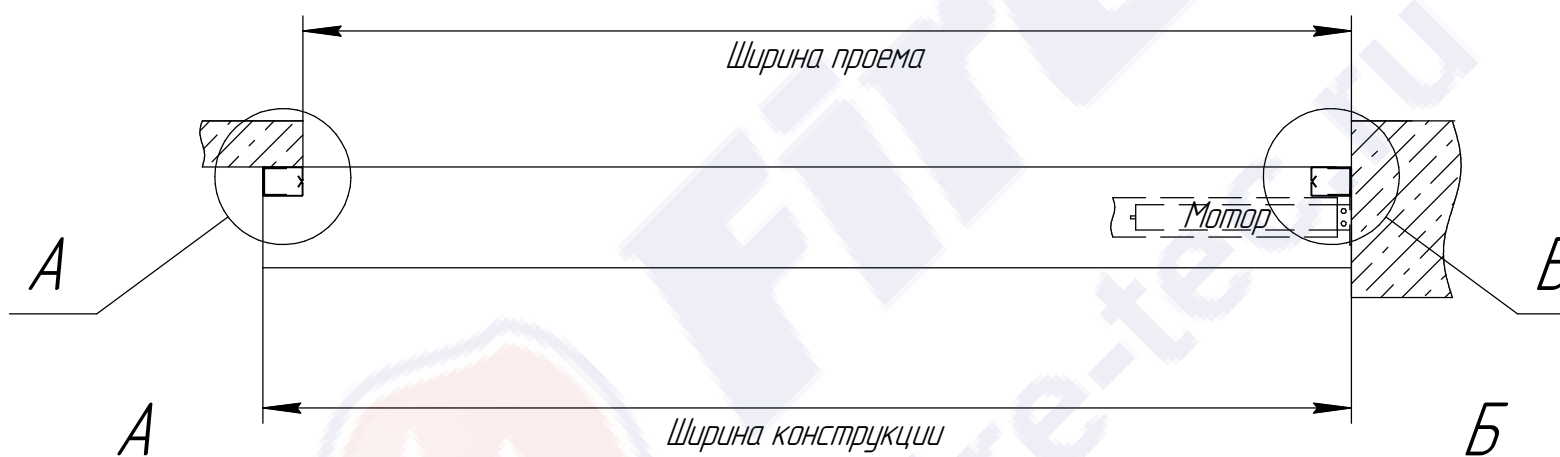 Ширина проема
Мотор
А
Ширина конструкции
А
Б